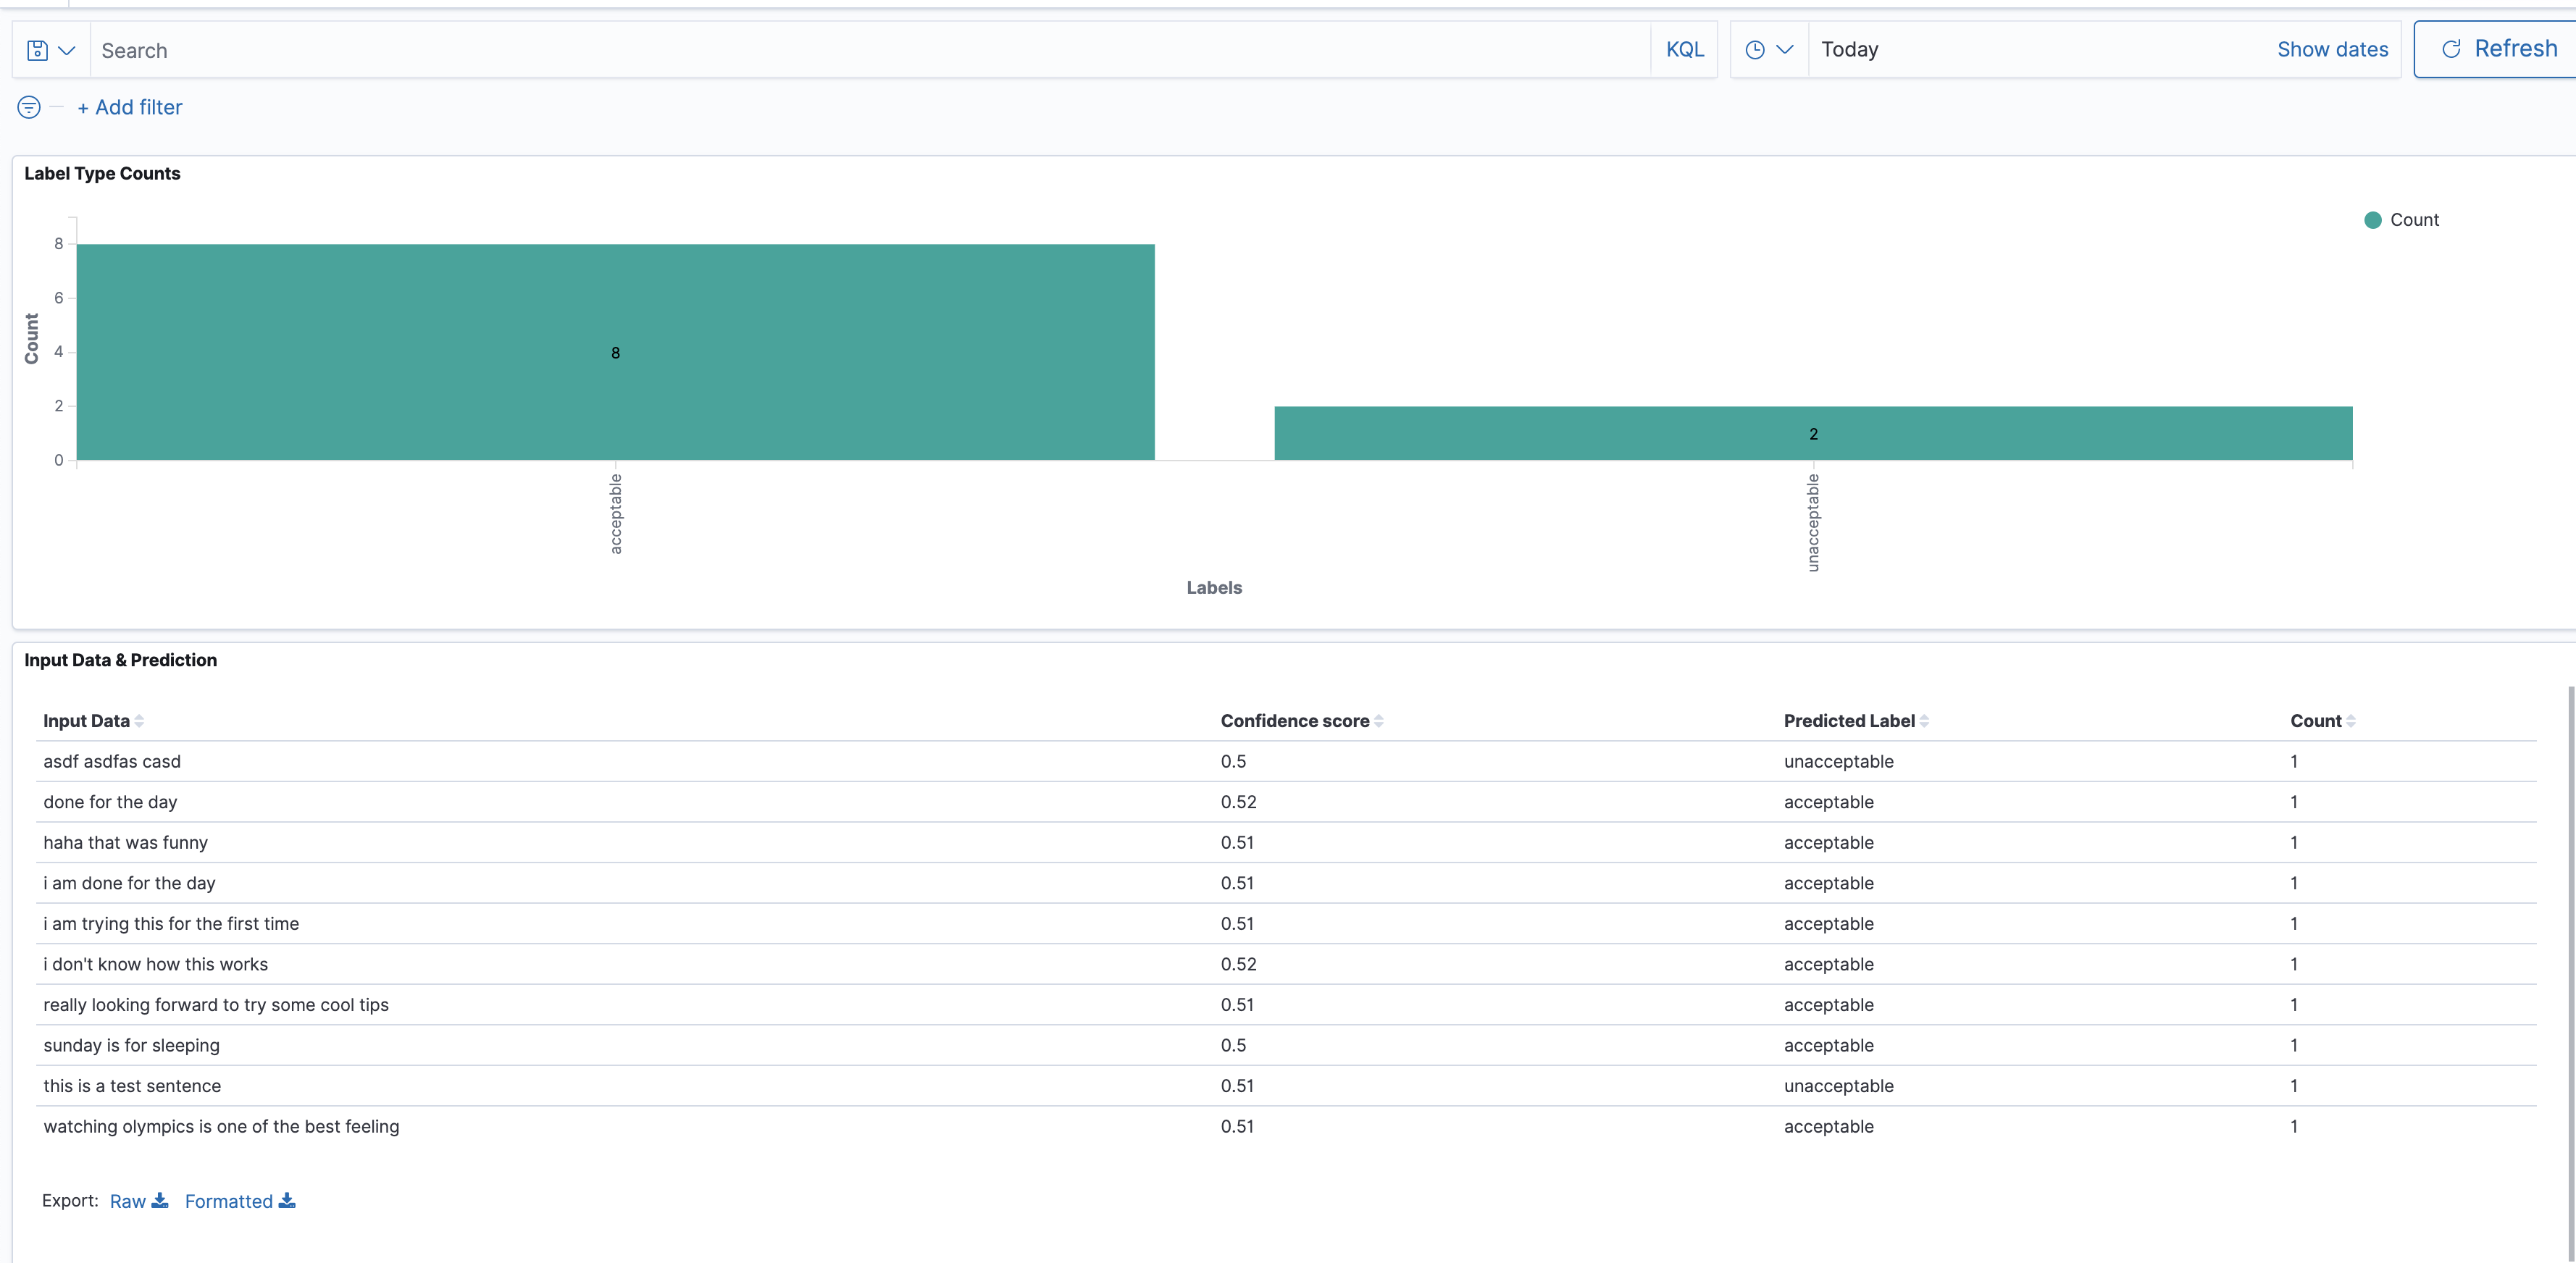 Search KQL Today Show dates Refresh
+ Add filter
Label Type Counts
Count
8
6
4
2
0
Count
8
2
acceptable
unacceptable
Labels
Input Data & Prediction
Input Data Confidence score Predicted Label Count
asdf asdfas casd 0.5 unacceptable 1
done for the day 0.52 acceptable 1
haha that was funny 0.51 acceptable 1
i am done for the day 0.51 acceptable 1
i am trying this for the first time 0.51 acceptable 1
i don't know how this works 0.52 acceptable 1
really looking forward to try some cool tips 0.51 acceptable 1
sunday is for sleeping 0.5 acceptable 1
this is a test sentence 0.51 unacceptable 1
watching olympics is one of the best feeling 0.51 acceptable 1
Export: Raw Formatted